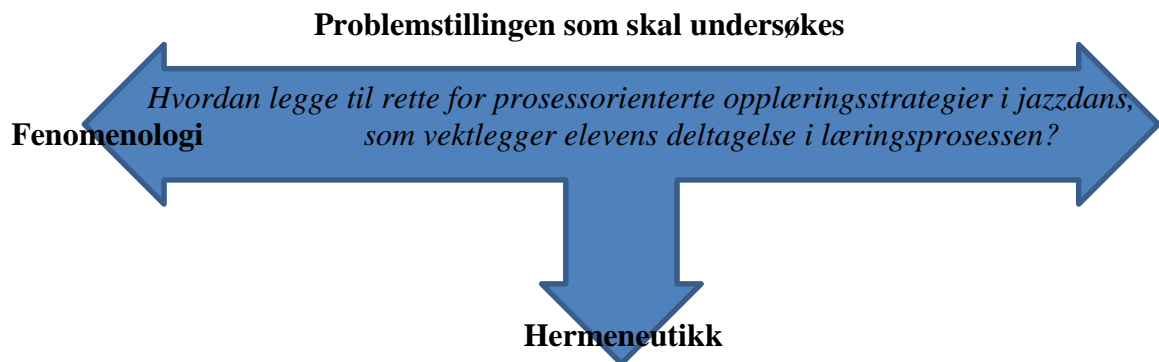 Problemstillingen som skal undersøkes
Hvordan legge til rette for prosessorienterte opplæringsstrategier i jazzdans,
Fenomenologi
som vektlegger elevens deltagelse i læringsprosessen?
Hermeneutikk